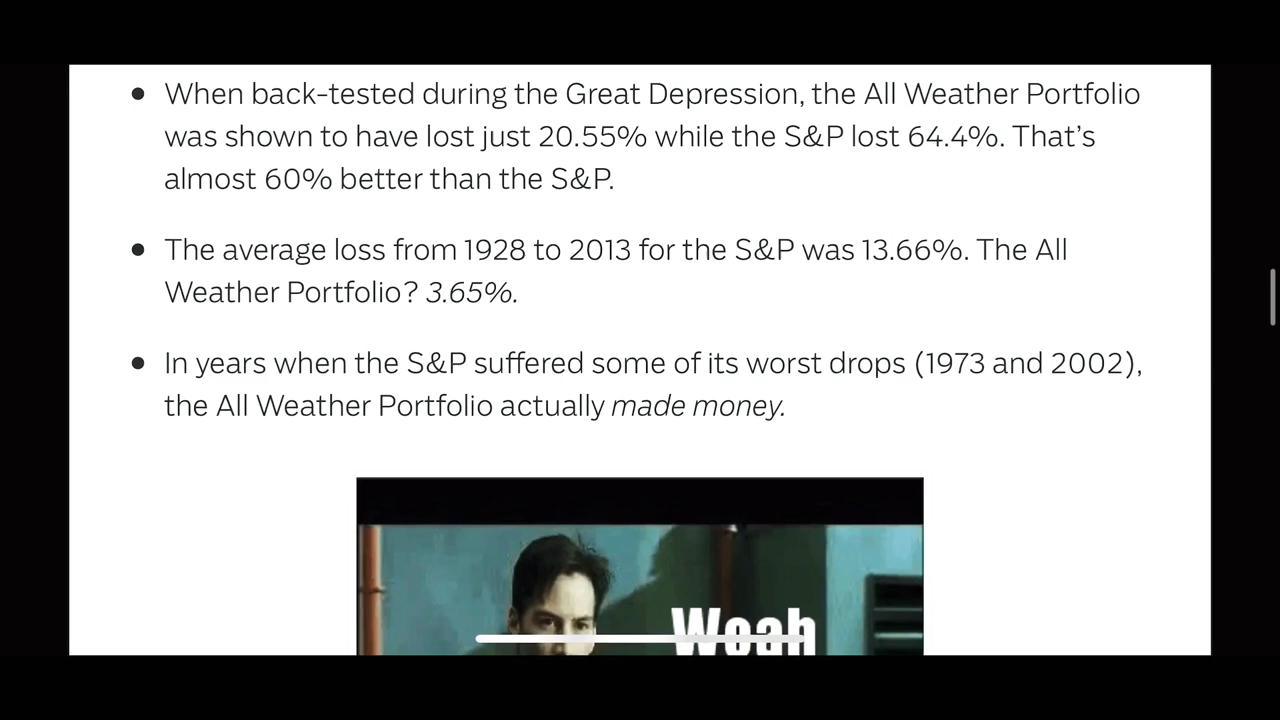 When back-tested during the Great Depression, the All Weather Portfolio
was shown to have lost just 20.55% while the S&P lost 64.4%. That’s
almost 60% better than the S&P.
The average loss from 1928 to 2013 for the S&P was 13.66%. The All
Weather Portfolio? 3.65%.
In years when the S&P suffered some of its worst drops (1973 and 2002),
the All Weather Portfolio actually made money.
Woah